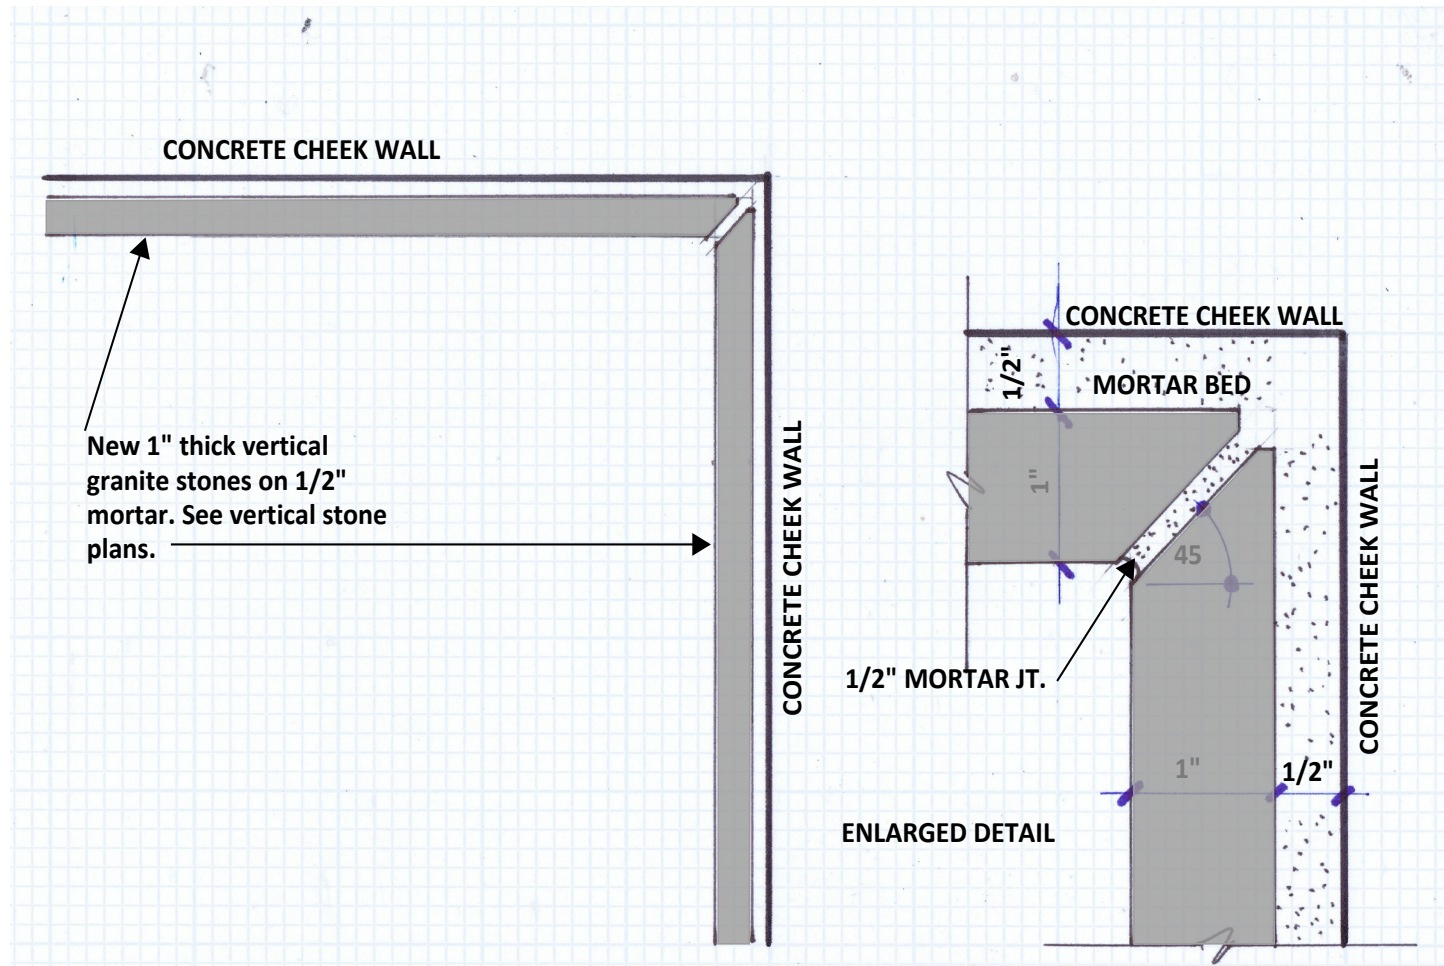 CONCRETE CHEEK WALL
New 1" thick vertical
granite stones on 1/2"
mortar. See vertical stone
plans.
CONCRETE CHEEK WALL
CONCRETE CHEEK WALL
1/2"
MORTAR BED
1"
45
CONCRETE CHEEK WALL
1/2" MORTAR JT.
1"
1/2"
ENLARGED DETAIL